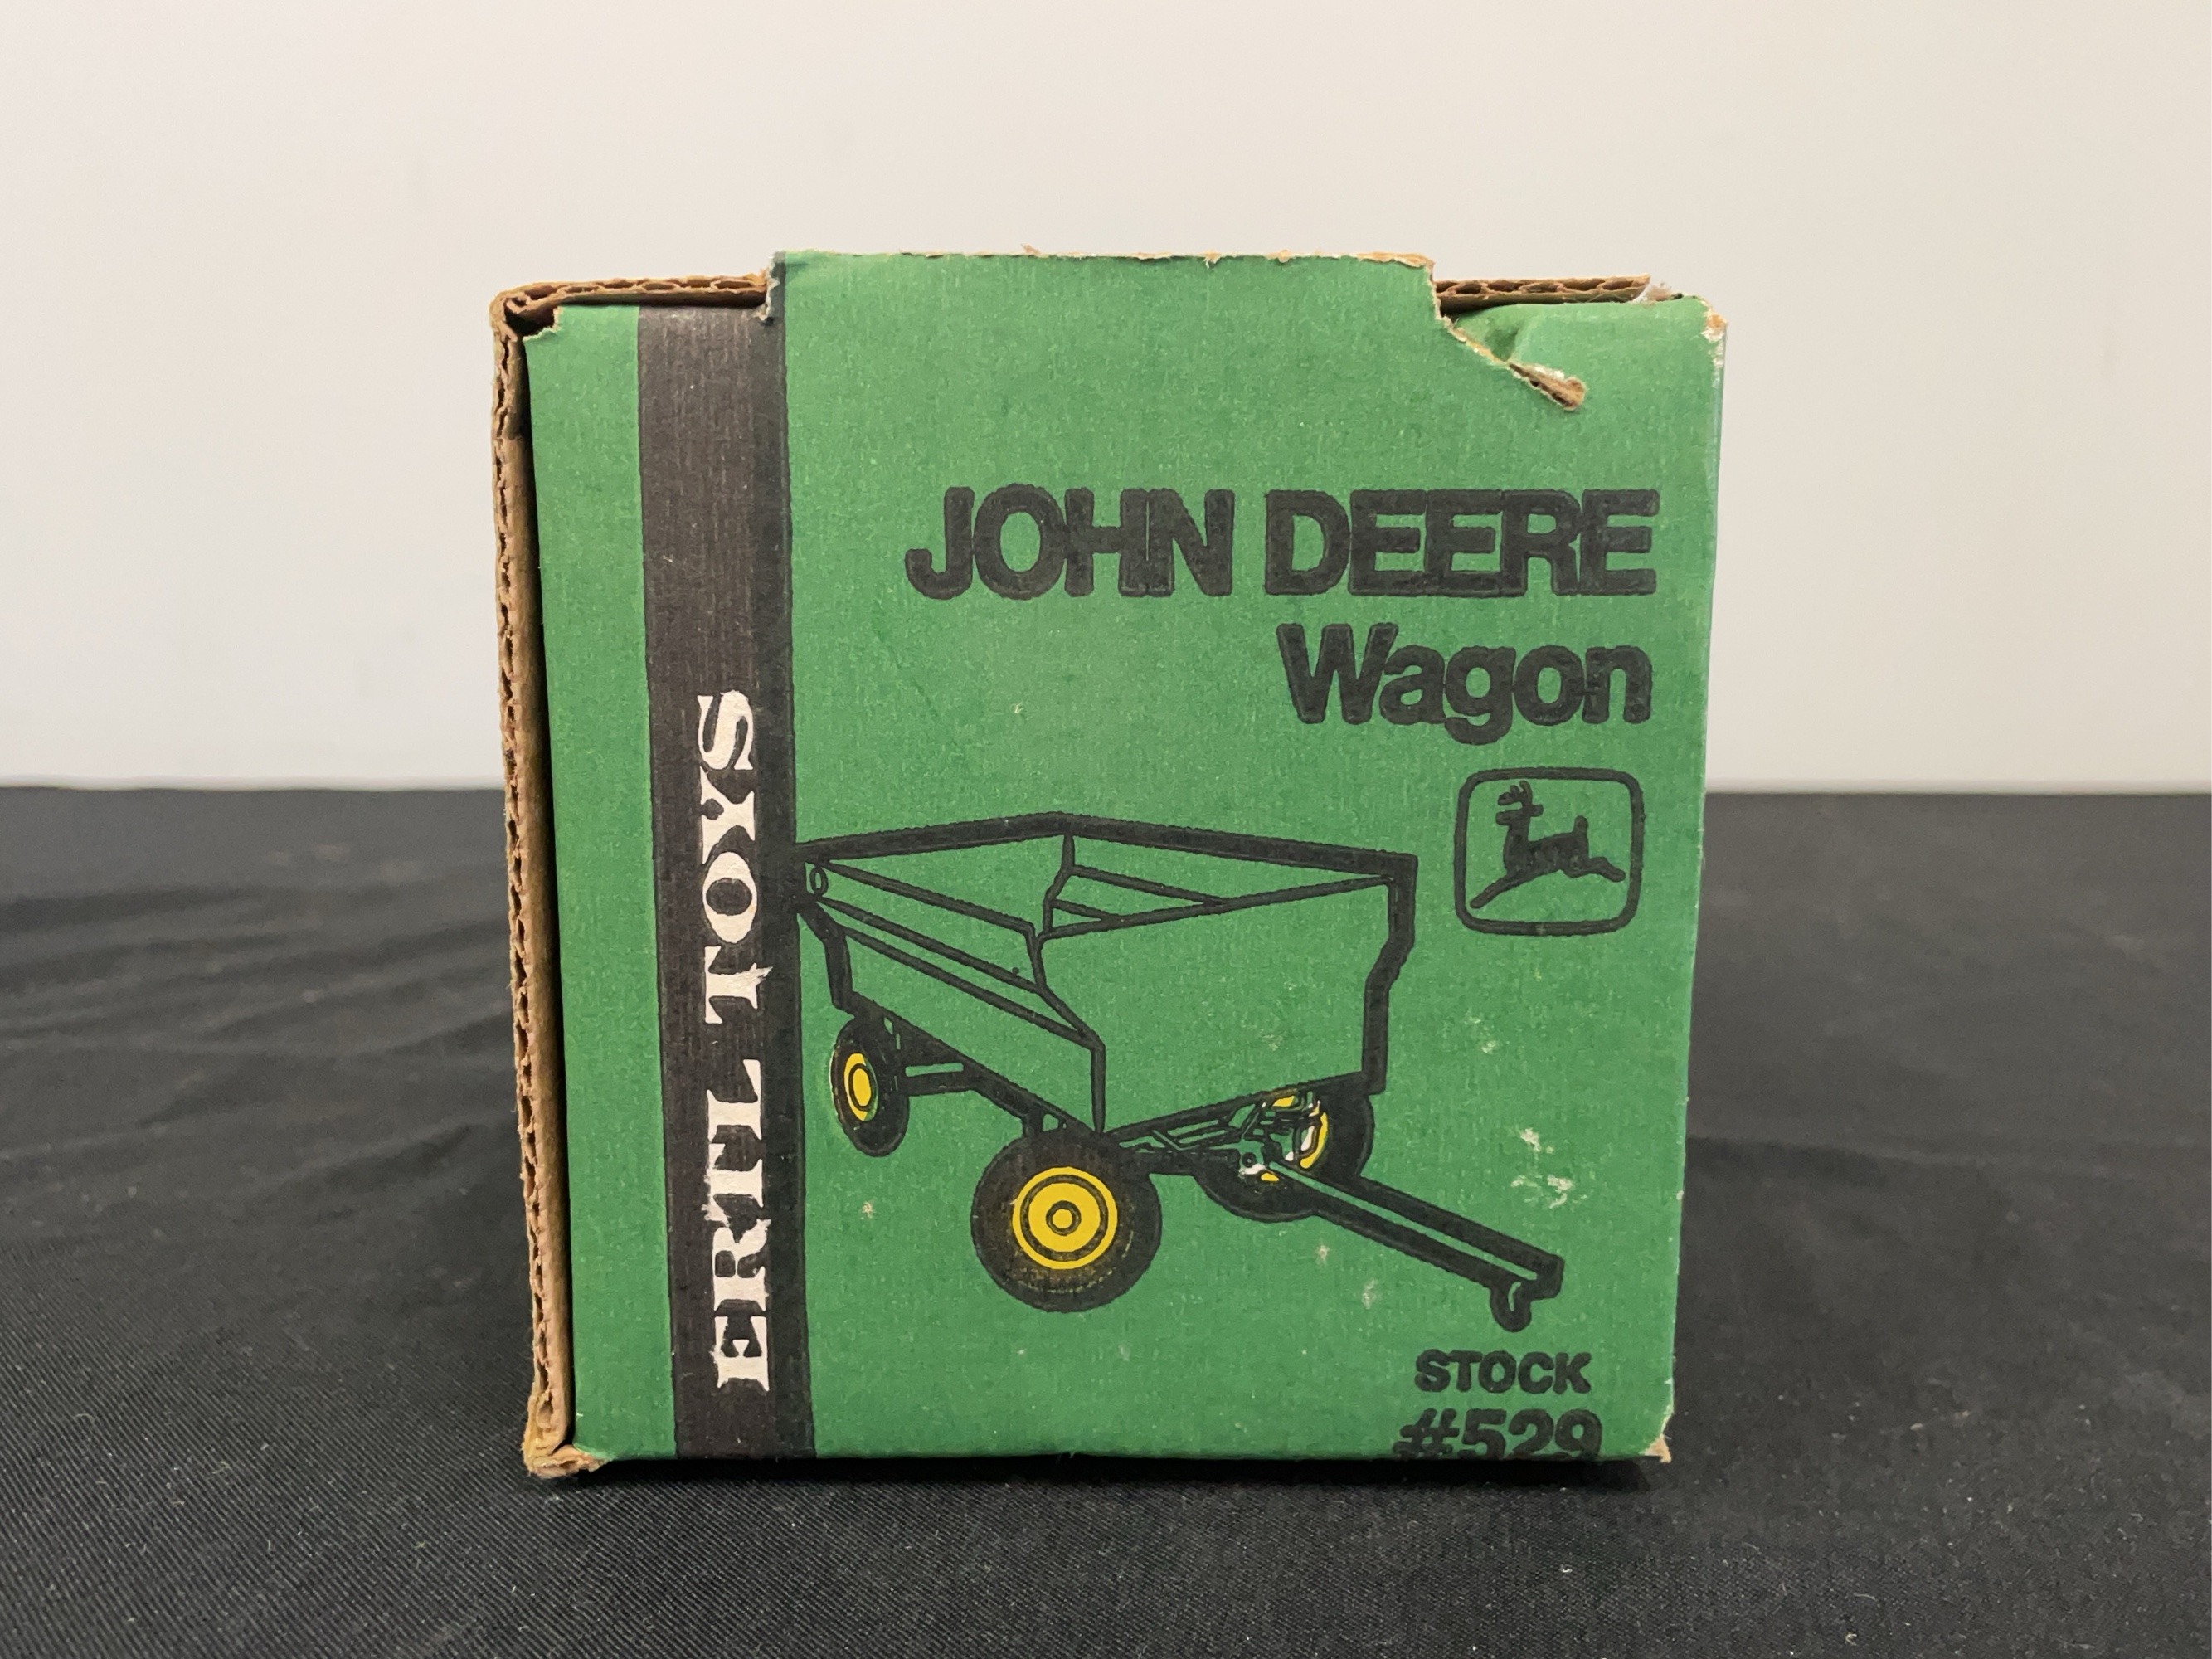 JOHN DEERE
Wagon
ERTL TOYS
STOCK
#529